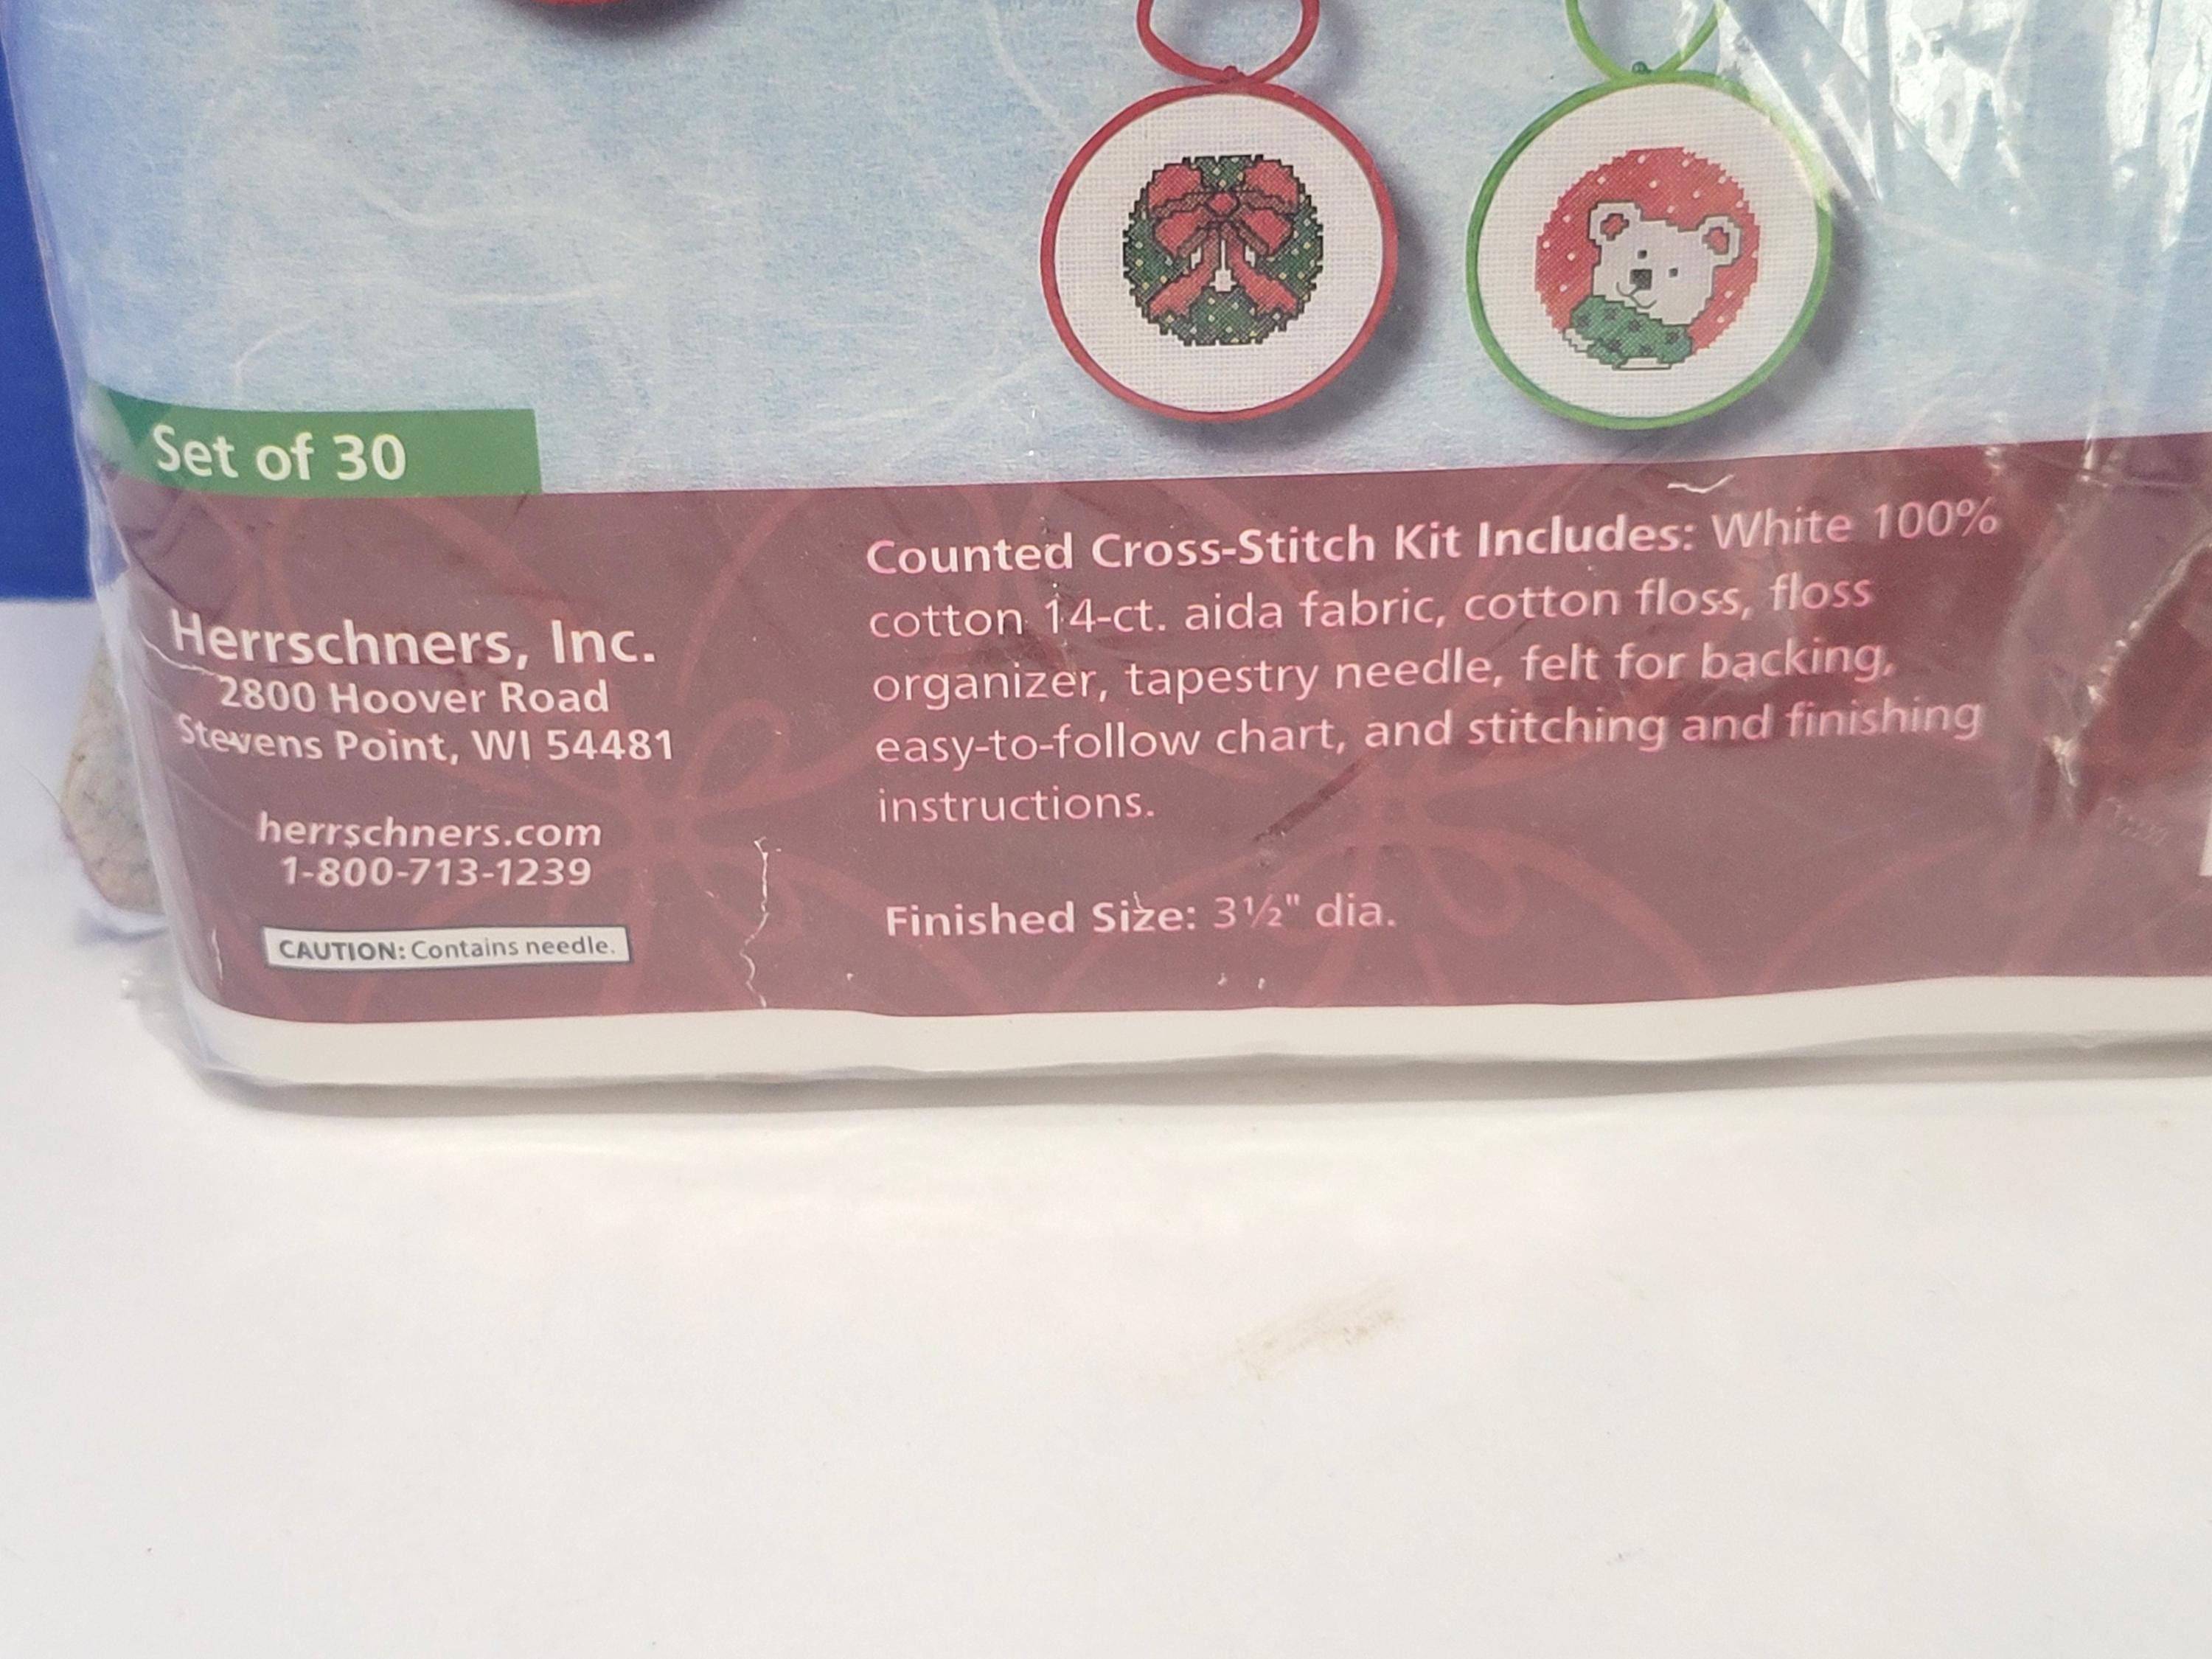 Set of 30
Herrschners, Inc.
2800 Hoover Road
Stevens Point, WI 54481
herrschners.com
1-800-713-1239
CAUTION: Contains needle.
Counted Cross-Stitch Kit Includes: White 100%
cotton 14-ct. aida fabric, cotton floss, floss
organizer, tapestry needle, felt for backing,
easy-to-follow chart, and stitching and finishing
instructions.
Finished Size: 3½" dia.